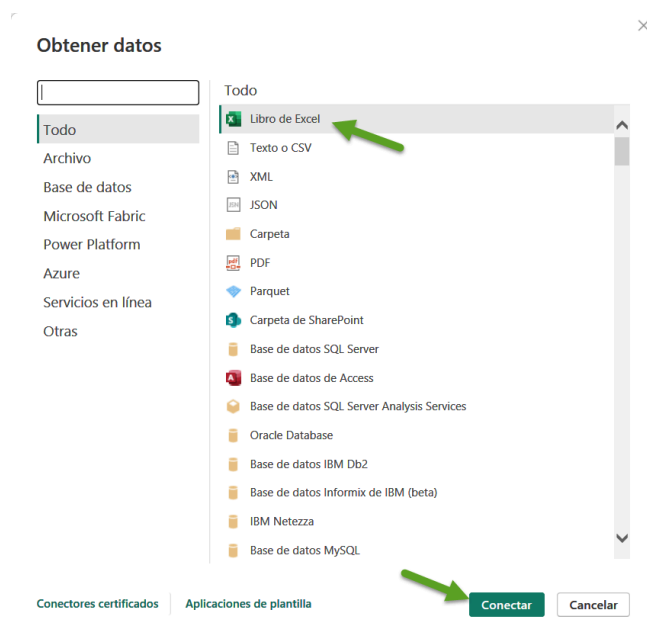 Obtener datos
Todo
Archivo
Base de datos
Microsoft Fabric
Power Platform
Azure
Servicios en línea
Otras
Todo
Libro de Excel
Texto o CSV
XML
JSON
Carpeta
PDF
Parquet
Carpeta de SharePoint
Base de datos SQL Server
Base de datos de Access
Base de datos SQL Server Analysis Services
Oracle Database
Base de datos IBM Db2
Base de datos Informix de IBM (beta)
IBM Netezza
Base de datos MySQL
Conectores certificados Aplicaciones de plantilla Conectar Cancelar